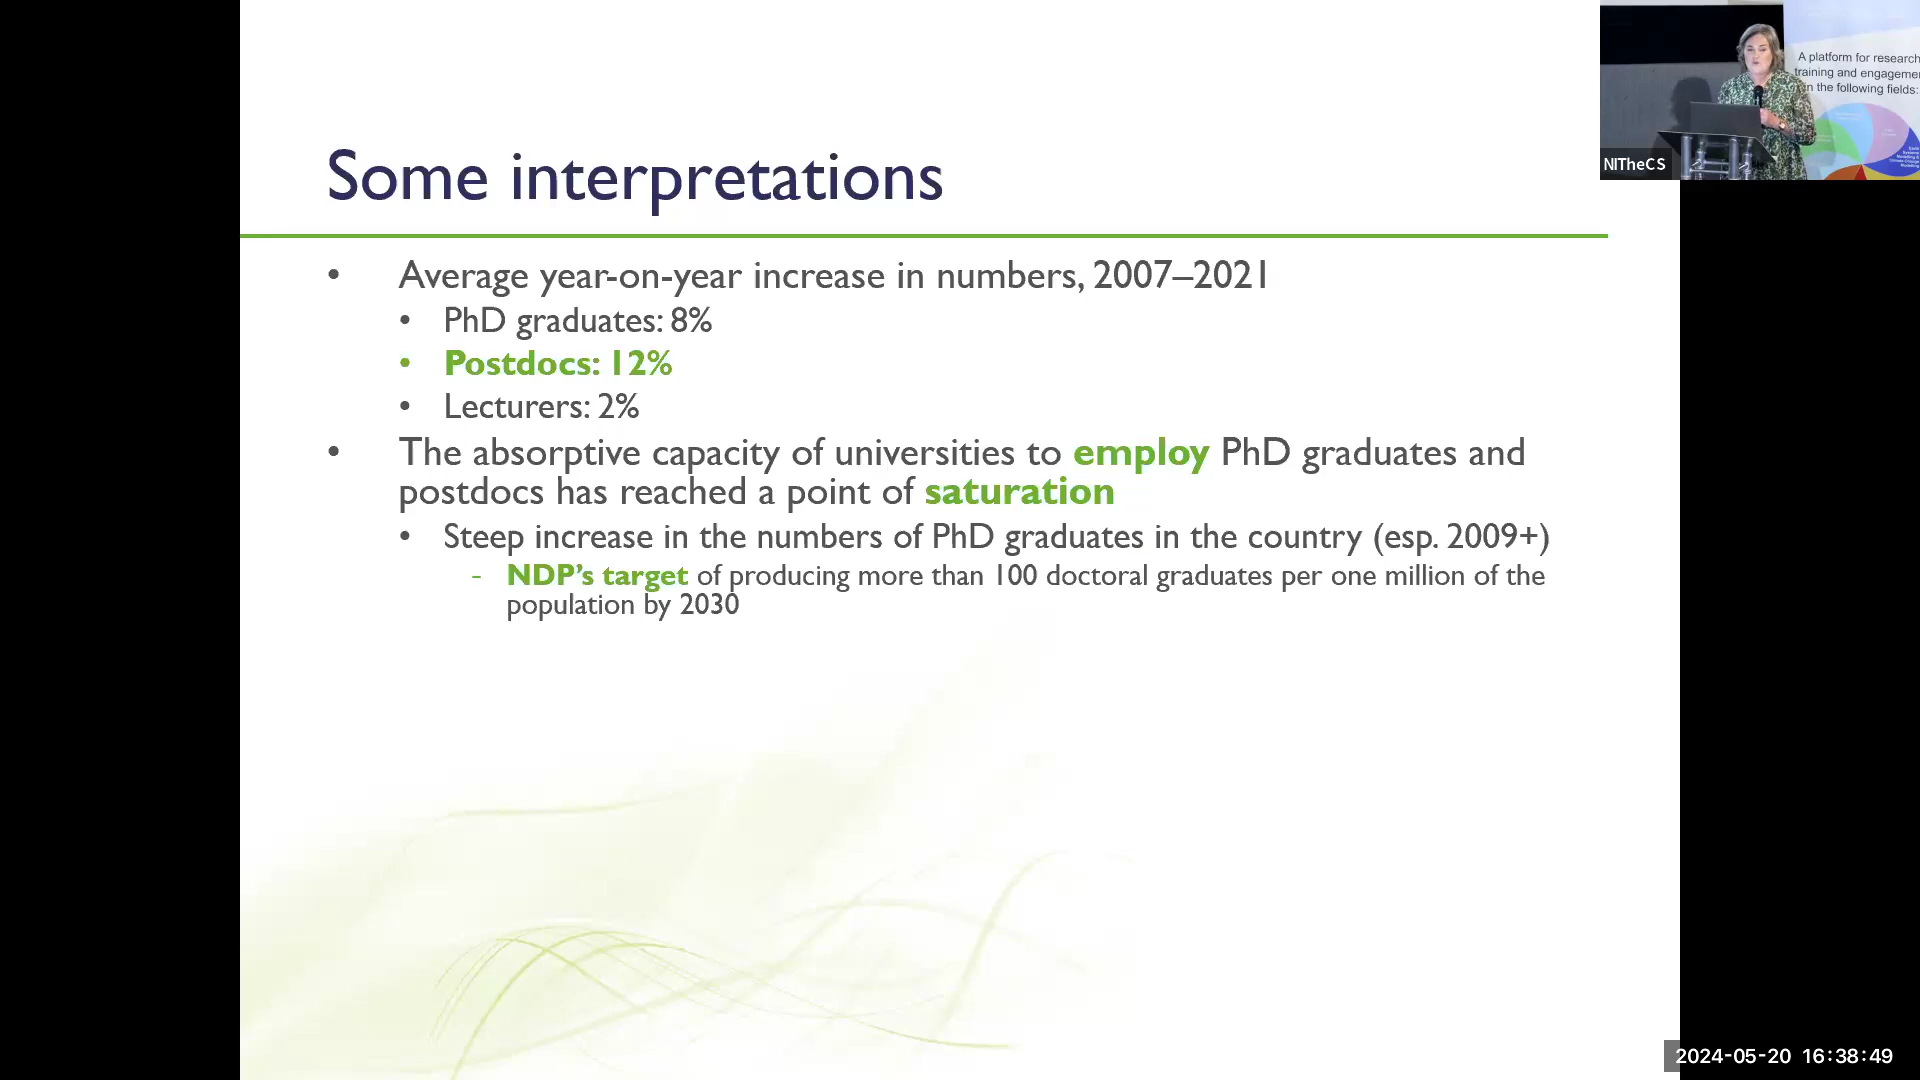 Some interpretations
• Average year-on-year increase in numbers, 2007–2021
• PhD graduates: 8%
• Postdocs: 12%
• Lecturers: 2%
• The absorptive capacity of universities to employ PhD graduates and
postdocs has reached a point of saturation
• Steep increase in the numbers of PhD graduates in the country (esp. 2009+)
- NDP's target of producing more than 100 doctoral graduates per one million of the
population by 2030
A platform for research
training and engagemen
in the following fields:
NITheCS
2024-05-20 16:38:49